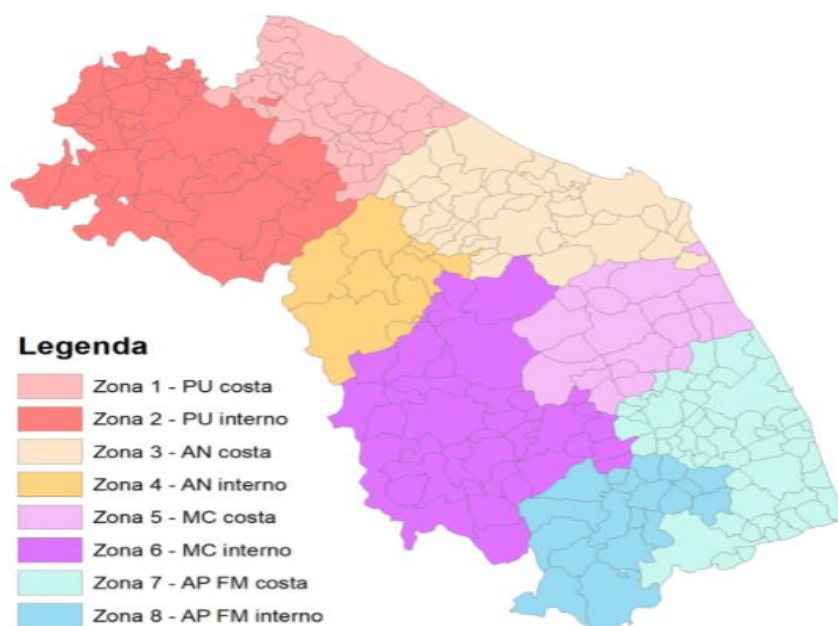 Legenda
Zona 1 - PU costa
Zona 2 - PU interno
Zona 3 - AN costa
Zona 4 - AN interno
Zona 5 - MC costa
Zona 6 - MC interno
Zona 7 - AP FM costa
Zona 8 - AP FM interno